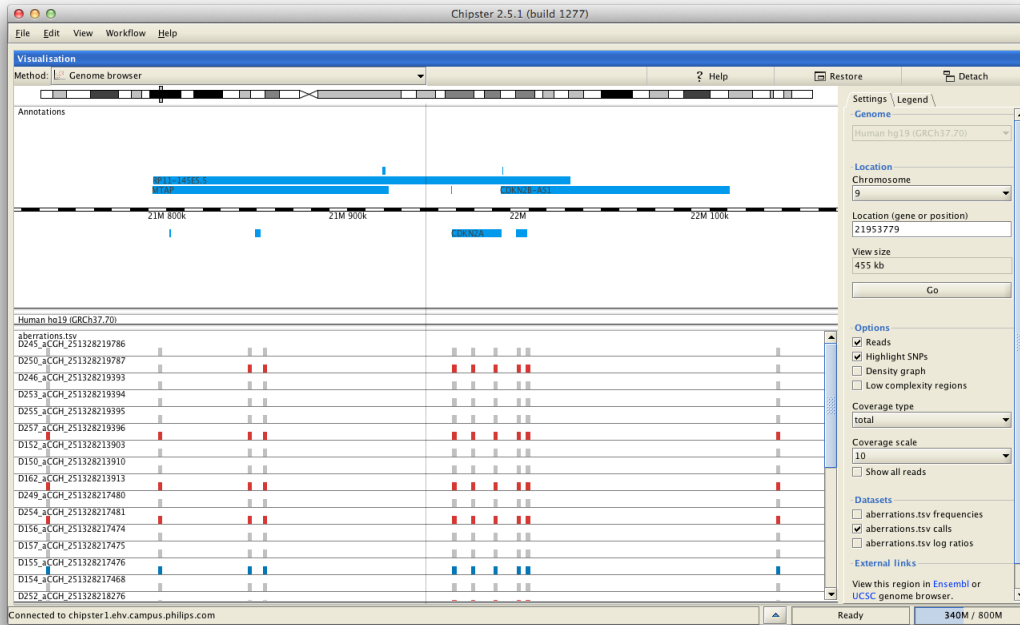 Chipster 2.5.1 (build 1277)
File Edit View Workflow Help
Visualisation
Method: Genome browser
? Help
Restore
Detach
Annotations
RP11-145E5.5
MTAP
CDKN2B-AS1
21M 800k 21M 900k 22M 22M 100k
CDKN2A
Human hg19 (GRCh37.70)
aberrations.tsv
D245_aCGH_251328219786
D250_aCGH_251328219787
D246_aCGH_251328219393
D253_aCGH_251328219394
D255_aCGH_251328219395
D257_aCGH_251328219396
D152_aCGH_251328213903
D150_aCGH_251328213910
D162_aCGH_251328213913
D249_aCGH_251328217480
D254_aCGH_251328217481
D156_aCGH_251328217474
D157_aCGH_251328217475
D155_aCGH_251328217476
D154_aCGH_251328217468
D252_aCGH_251328218276
Settings Legend
Genome
Human hg19 (GRCh37.70)
Location
Chromosome
9
Location (gene or position)
21953779
View size
455 kb
Go
Options
Reads
Highlight SNPs
Density graph
Low complexity regions
Coverage type
total
Coverage scale
10
Show all reads
Datasets
aberrations.tsv frequencies
aberrations.tsv calls
aberrations.tsv log ratios
External links
View this region in Ensembl or
UCSC genome browser.
Connected to chipster1.ehv.campus.philips.com
Ready
340M / 800M